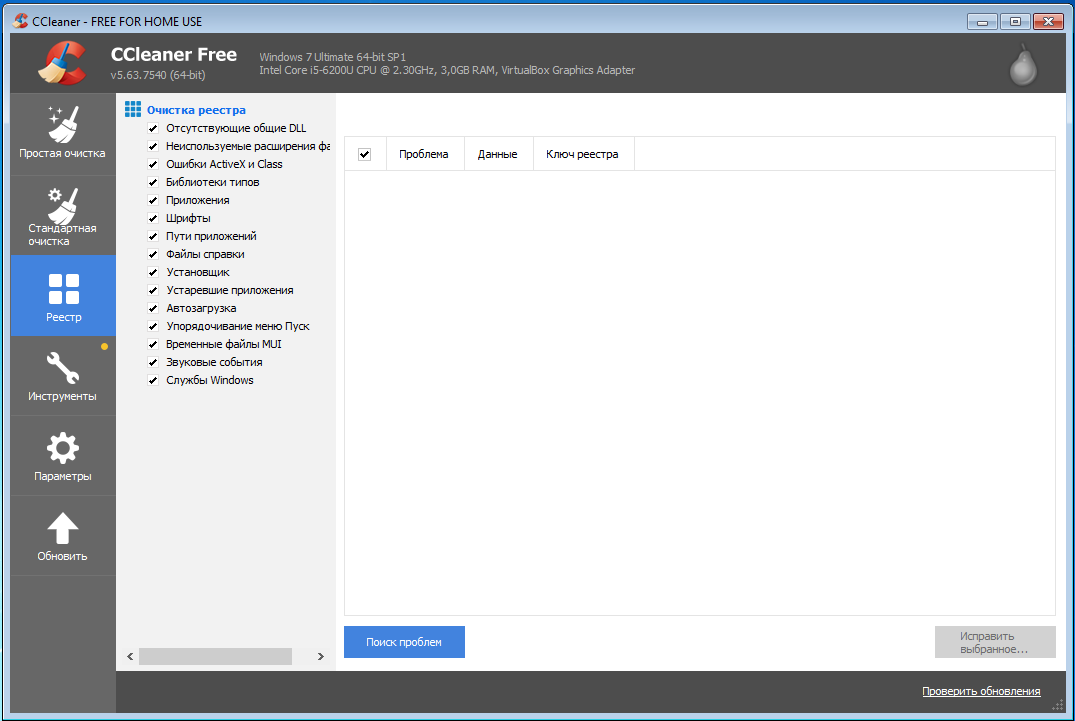 CCleaner - FREE FOR HOME USE
CCleaner Free
v5.63.7540 (64-bit)
Windows 7 Ultimate 64-bit SP1
Intel Core i5-6200U CPU @ 2.30GHz, 3,0GB RAM, VirtualBox Graphics Adapter
Простая очистка
Стандартная
очистка
Реестр
Инструменты
Параметры
Обновить
Очистка реестра
Отсутствующие общие DLL
Неиспользуемые расширения фа
Ошибки ActiveX и Class
Библиотеки типов
Приложения
Шрифты
Пути приложений
Файлы справки
Установщик
Устаревшие приложения
Автозагрузка
Упорядочивание меню Пуск
Временные файлы MUI
Звуковые события
Службы Windows
Проблема
Данные
Ключ реестра
Поиск проблем
Исправить
выбранное...
Проверить обновления